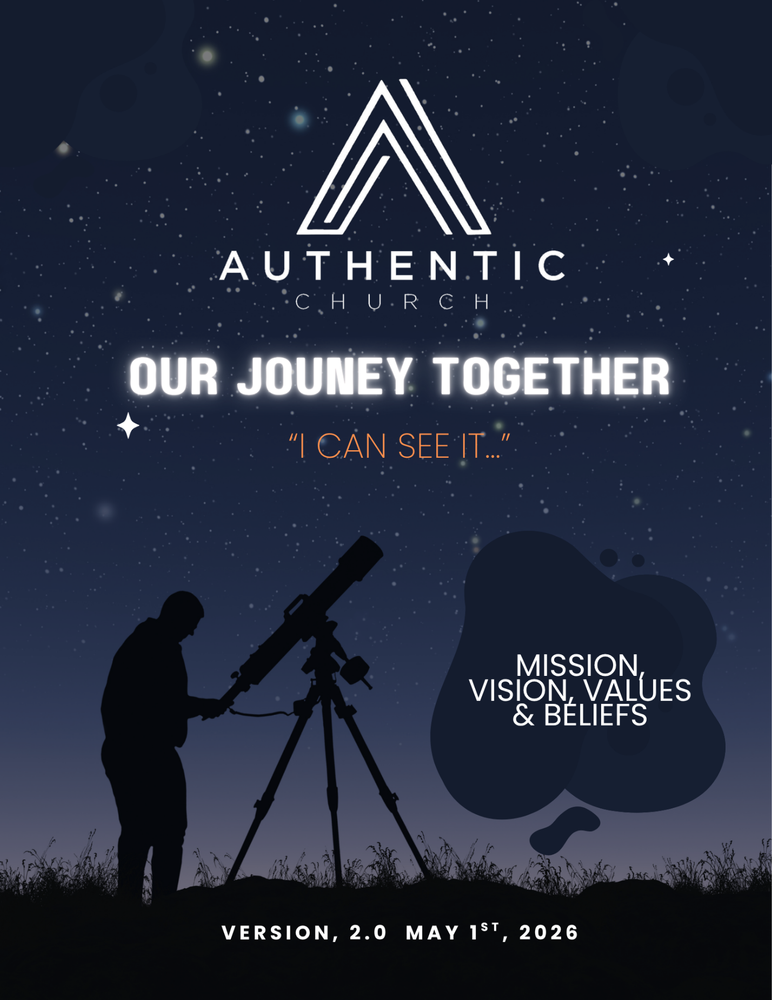 AUTHENTIC
CHURCH
OUR JOUNEY TOGETHER
“I CAN SEE IT...”
MISSION,
VISION, VALUES
& BELIEFS
VERSION, 2.0 MAY 1ST, 2026